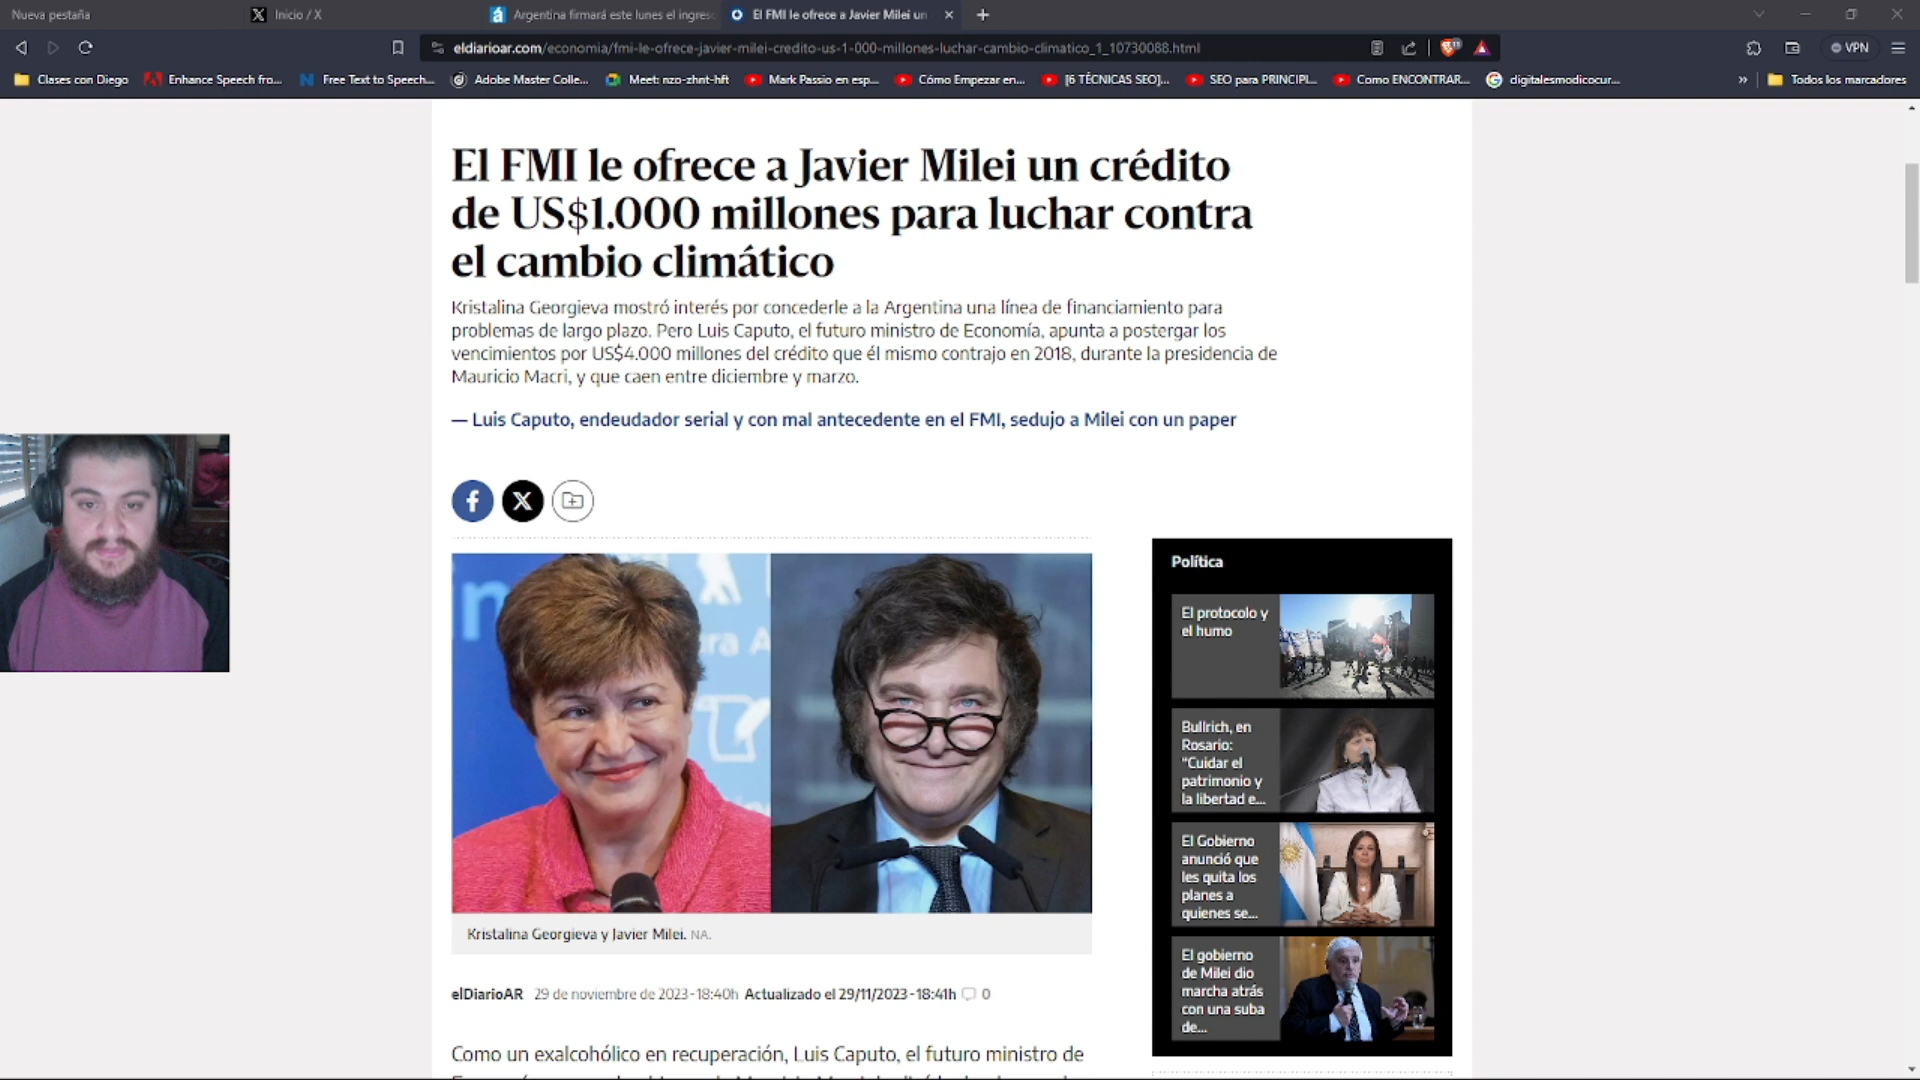 Nueva pestaña
Inicio / X
Argentina firmará este lunes el ingres
El FMI le ofrece a Javier Milei un
eldiarioar.com/economia/fmi-le-ofrece-javier-milei-credito-us-1-000-millones-luchar-cambio-climatico_1_10730088.html
VPN
Clases con Diego
Enhance Speech fro...
Free Text to Speech...
Adobe Master Colle...
Meet: nzo-zhnt-hft
Mark Passio en esp...
Cómo Empezar en...
[6 TÉCNICAS SEO]...
SEO para PRINCIPI...
Como ENCONTRAR...
digitalesmodicocur...
»
Todos los marcadores
El FMI le ofrece a Javier Milei un crédito
de US$1.000 millones para luchar contra
el cambio climático
Kristalina Georgieva mostró interés por concederle a la Argentina una línea de financiamiento para
problemas de largo plazo. Pero Luis Caputo, el futuro ministro de Economía, apunta a postergar los
vencimientos por US$4.000 millones del crédito que él mismo contrajo en 2018, durante la presidencia de
Mauricio Macri, y que caen entre diciembre y marzo.
— Luis Caputo, endeudador serial y con mal antecedente en el FMI, sedujo a Milei con un paper
Kristalina Georgieva y Javier Milei. NA.
elDiarioAR 29 de noviembre de 2023-18:40h Actualizado el 29/11/2023-18:41h 0
Como un exalcohólico en recuperación, Luis Caputo, el futuro ministro de
Política
El protocolo y
el humo
Bullrich, en
Rosario:
"Cuidar el
patrimonio y
la libertad e...
El Gobierno
anunció que
les quita los
planes a
quienes se...
El gobierno
de Milei dio
marcha atrás
con una suba
de...